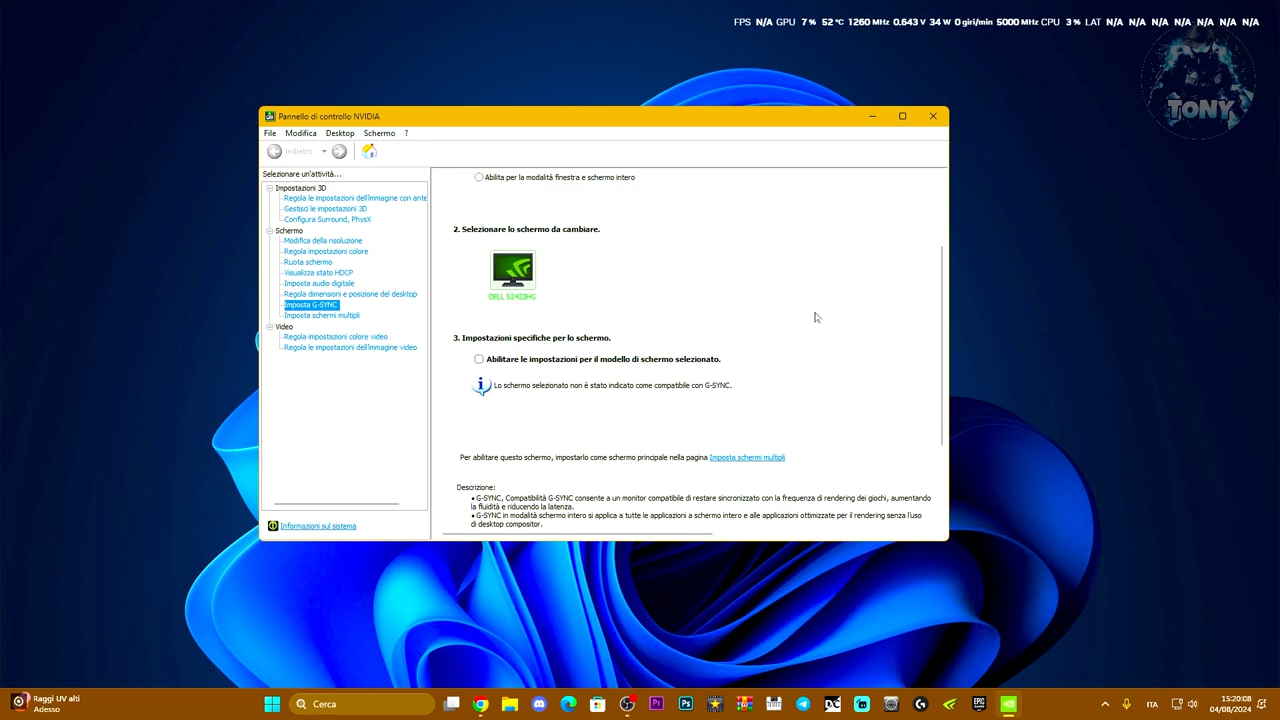 FPS N/A GPU 7 % 52 °C 1260 MHz 0.643 V 34 W 0 giri/min 5000 MHz CPU 3 % LAT N/A N/A N/A N/A N/A N/A N/A
TONY
Pannello di controllo NVIDIA
File Modifica Desktop Schermo ?
Indietro
Selezionare un'attività...
Impostazioni 3D
Regola le impostazioni dell'immagine con ante
Gestisci le impostazioni 3D
Configura Surround, PhysX
Schermo
Modifica della risoluzione
Regola impostazioni colore
Ruota schermo
Visualizza stato HDCP
Imposta audio digitale
Regola dimensioni e posizione del desktop
Imposta G-SYNC
Imposta schermi multipli
Video
Regola impostazioni colore video
Regola le impostazioni dell'immagine video
Informazioni sul sistema
Abilita per la modalità finestra e schermo intero
2. Selezionare lo schermo da cambiare.
DELL S2422HG
3. Impostazioni specifiche per lo schermo.
Abilitare le impostazioni per il modello di schermo selezionato.
Lo schermo selezionato non è stato indicato come compatibile con G-SYNC.
Per abilitare questo schermo, impostarlo come schermo principale nella pagina Imposta schermi multipli
Descrizione:
• G-SYNC, Compatibilità G-SYNC consente a un monitor compatibile di restare sincronizzato con la frequenza di rendering dei giochi, aumentando
la fluidità e riducendo la latenza.
• G-SYNC in modalità schermo intero si applica a tutte le applicazioni a schermo intero e alle applicazioni ottimizzate per il rendering senza l'uso
di desktop compositor.
Raggi UV alti
Adesso
Cerca
Pr
Ps
DC
EPIC
ITA
15:20:08
04/08/2024